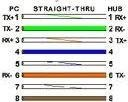 PC STRAIGHT-THRU HUB
TX+ 1 1 RX+
TX- 2 2 RX-
RX+ 3 3 TX+
4 4
5 5
RX- 6 6 TX-
7 7
8 8